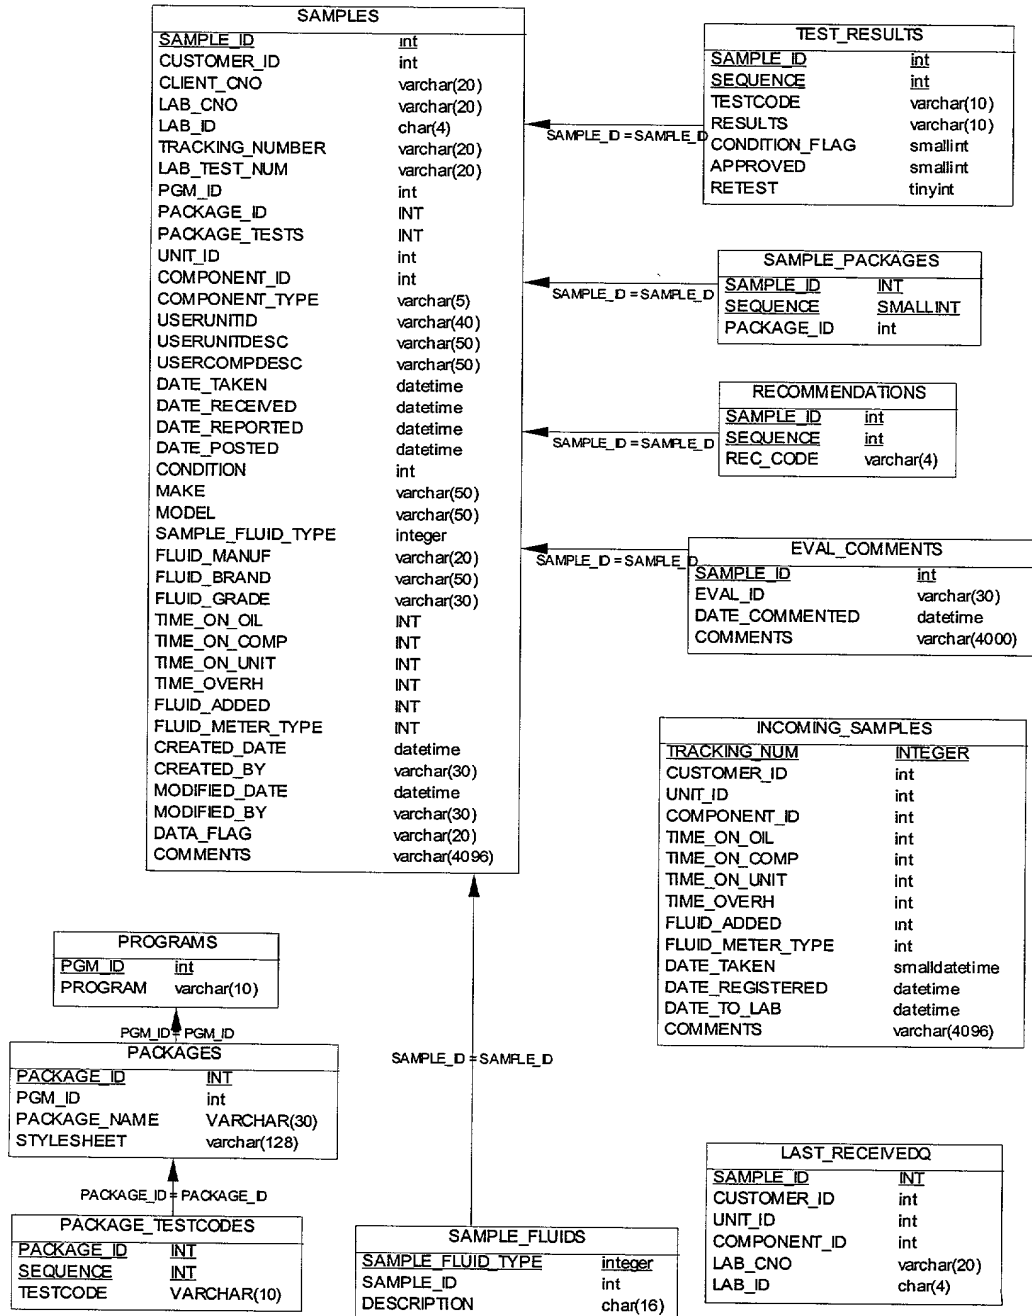 SAMPLES
SAMPLE_ID int
CUSTOMER_ID int
CLIENT_CNO varchar(20)
LAB_CNO varchar(20)
LAB_ID char(4)
TRACKING_NUMBER varchar(20)
LAB_TEST_NUM varchar(20)
PGM_ID int
PACKAGE_ID INT
PACKAGE_TESTS INT
UNIT_ID int
COMPONENT_ID int
COMPONENT_TYPE varchar(5)
USERUNITID varchar(40)
USERUNITDESC varchar(50)
USERCOMPDESC varchar(50)
DATE_TAKEN datetime
DATE_RECEIVED datetime
DATE_REPORTED datetime
DATE_POSTED datetime
CONDITION int
MAKE varchar(50)
MODEL varchar(50)
SAMPLE_FLUID_TYPE integer
FLUID_MANUF varchar(20)
FLUID_BRAND varchar(50)
FLUID_GRADE varchar(30)
TIME_ON_OIL INT
TIME_ON_COMP INT
TIME_ON_UNIT INT
TIME_OVERH INT
FLUID_ADDED INT
FLUID_METER_TYPE INT
CREATED_DATE datetime
CREATED_BY varchar(30)
MODIFIED_DATE datetime
MODIFIED_BY varchar(30)
DATA_FLAG varchar(20)
COMMENTS varchar(4096)
TEST_RESULTS
SAMPLE_ID int
SEQUENCE int
TESTCODE varchar(10)
RESULTS varchar(10)
CONDITION_FLAG smallint
APPROVED smallint
RETEST tinyint
SAMPLE_ID = SAMPLE_ID
SAMPLE_PACKAGES
SAMPLE_ID INT
SEQUENCE SMALLINT
PACKAGE_ID int
SAMPLE_ID = SAMPLE_ID
RECOMMENDATIONS
SAMPLE_ID int
SEQUENCE int
REC_CODE varchar(4)
SAMPLE_ID = SAMPLE_ID
EVAL_COMMENTS
SAMPLE_ID int
EVAL_ID varchar(30)
DATE_COMMENTED datetime
COMMENTS varchar(4000)
SAMPLE_ID = SAMPLE_ID
INCOMING_SAMPLES
TRACKING_NUM INTEGER
CUSTOMER_ID int
UNIT_ID int
COMPONENT_ID int
TIME_ON_OIL int
TIME_ON_COMP int
TIME_ON_UNIT int
TIME_OVERH int
FLUID_ADDED int
FLUID_METER_TYPE int
DATE_TAKEN smalldatetime
DATE_REGISTERED datetime
DATE_TO_LAB datetime
COMMENTS varchar(4096)
PROGRAMS
PGM_ID int
PROGRAM varchar(10)
PGM_ID = PGM_ID
PACKAGES
PACKAGE_ID INT
PGM_ID int
PACKAGE_NAME VARCHAR(30)
STYLESHEET varchar(128)
PACKAGE_ID = PACKAGE_ID
PACKAGE_TESTCODES
PACKAGE_ID INT
SEQUENCE INT
TESTCODE VARCHAR(10)
SAMPLE_ID = SAMPLE_ID
SAMPLE_FLUIDS
SAMPLE_FLUID_TYPE integer
SAMPLE_ID int
DESCRIPTION char(16)
LAST_RECEIVEDQ
SAMPLE_ID INT
CUSTOMER_ID int
UNIT_ID int
COMPONENT_ID int
LAB_CNO varchar(20)
LAB_ID char(4)